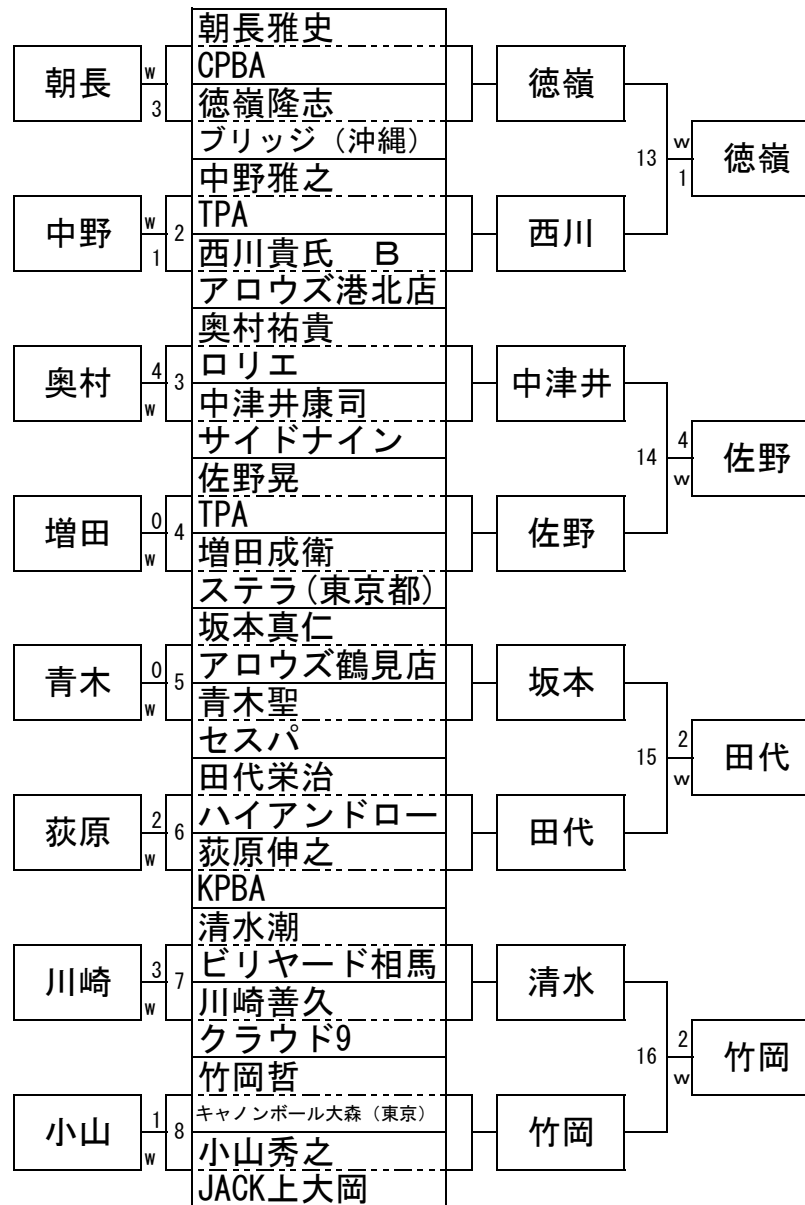 朝長雅史
CPBA
徳嶺隆志
ブリッジ（沖縄）
朝長
w
3
徳嶺
中野雅之
TPA
西川貴氏　B
アロウズ港北店
中野
w
1
2
西川
13
w
1
徳嶺
奥村祐貴
ロリエ
中津井康司
サイドナイン
奥村
4
w
3
中津井
佐野晃
TPA
増田成衛
ステラ(東京都)
増田
0
w
4
佐野
14
4
w
佐野
坂本真仁
アロウズ鶴見店
青木聖
セスパ
青木
0
w
5
坂本
田代栄治
ハイアンドロー
荻原伸之
KPBA
荻原
2
w
6
田代
15
2
w
田代
清水潮
ビリヤード相馬
川崎善久
クラウド9
川崎
3
w
7
清水
竹岡哲
キャノンボール大森（東京）
小山秀之
JACK上大岡
小山
1
w
8
竹岡
16
2
w
竹岡